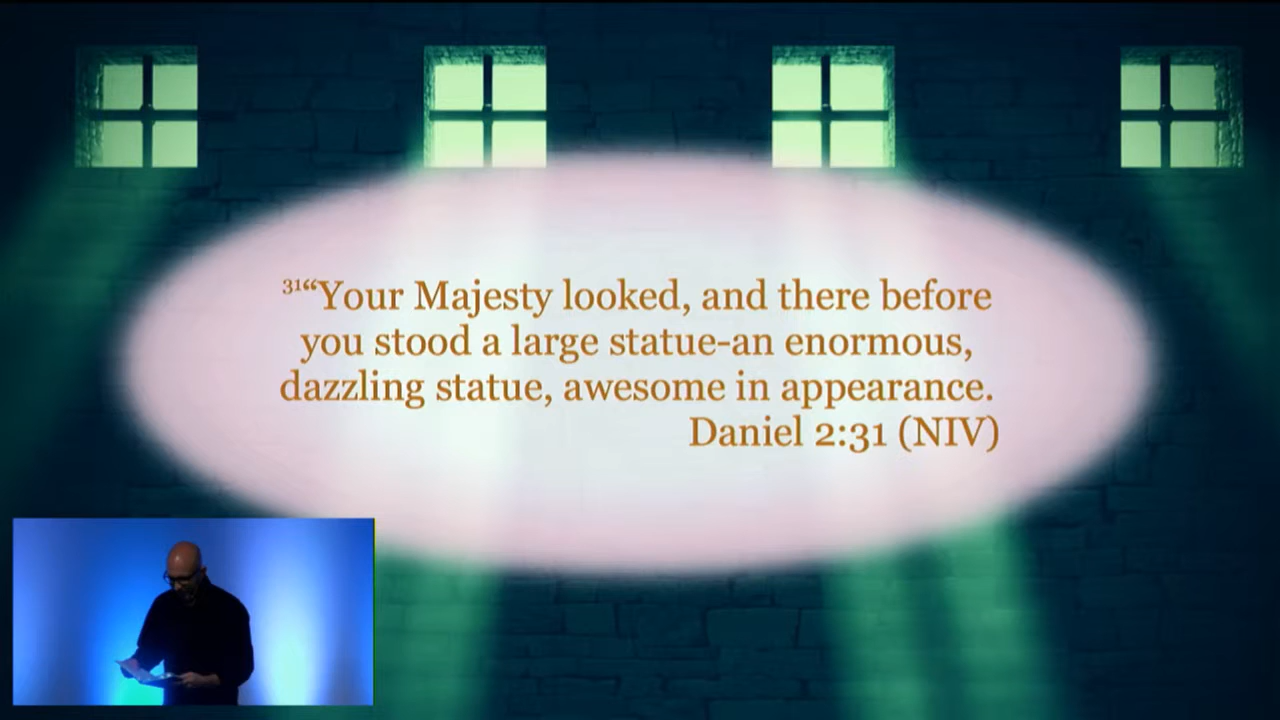 ³¹“Your Majesty looked, and there before
you stood a large statue-an enormous,
dazzling statue, awesome in appearance.
Daniel 2:31 (NIV)